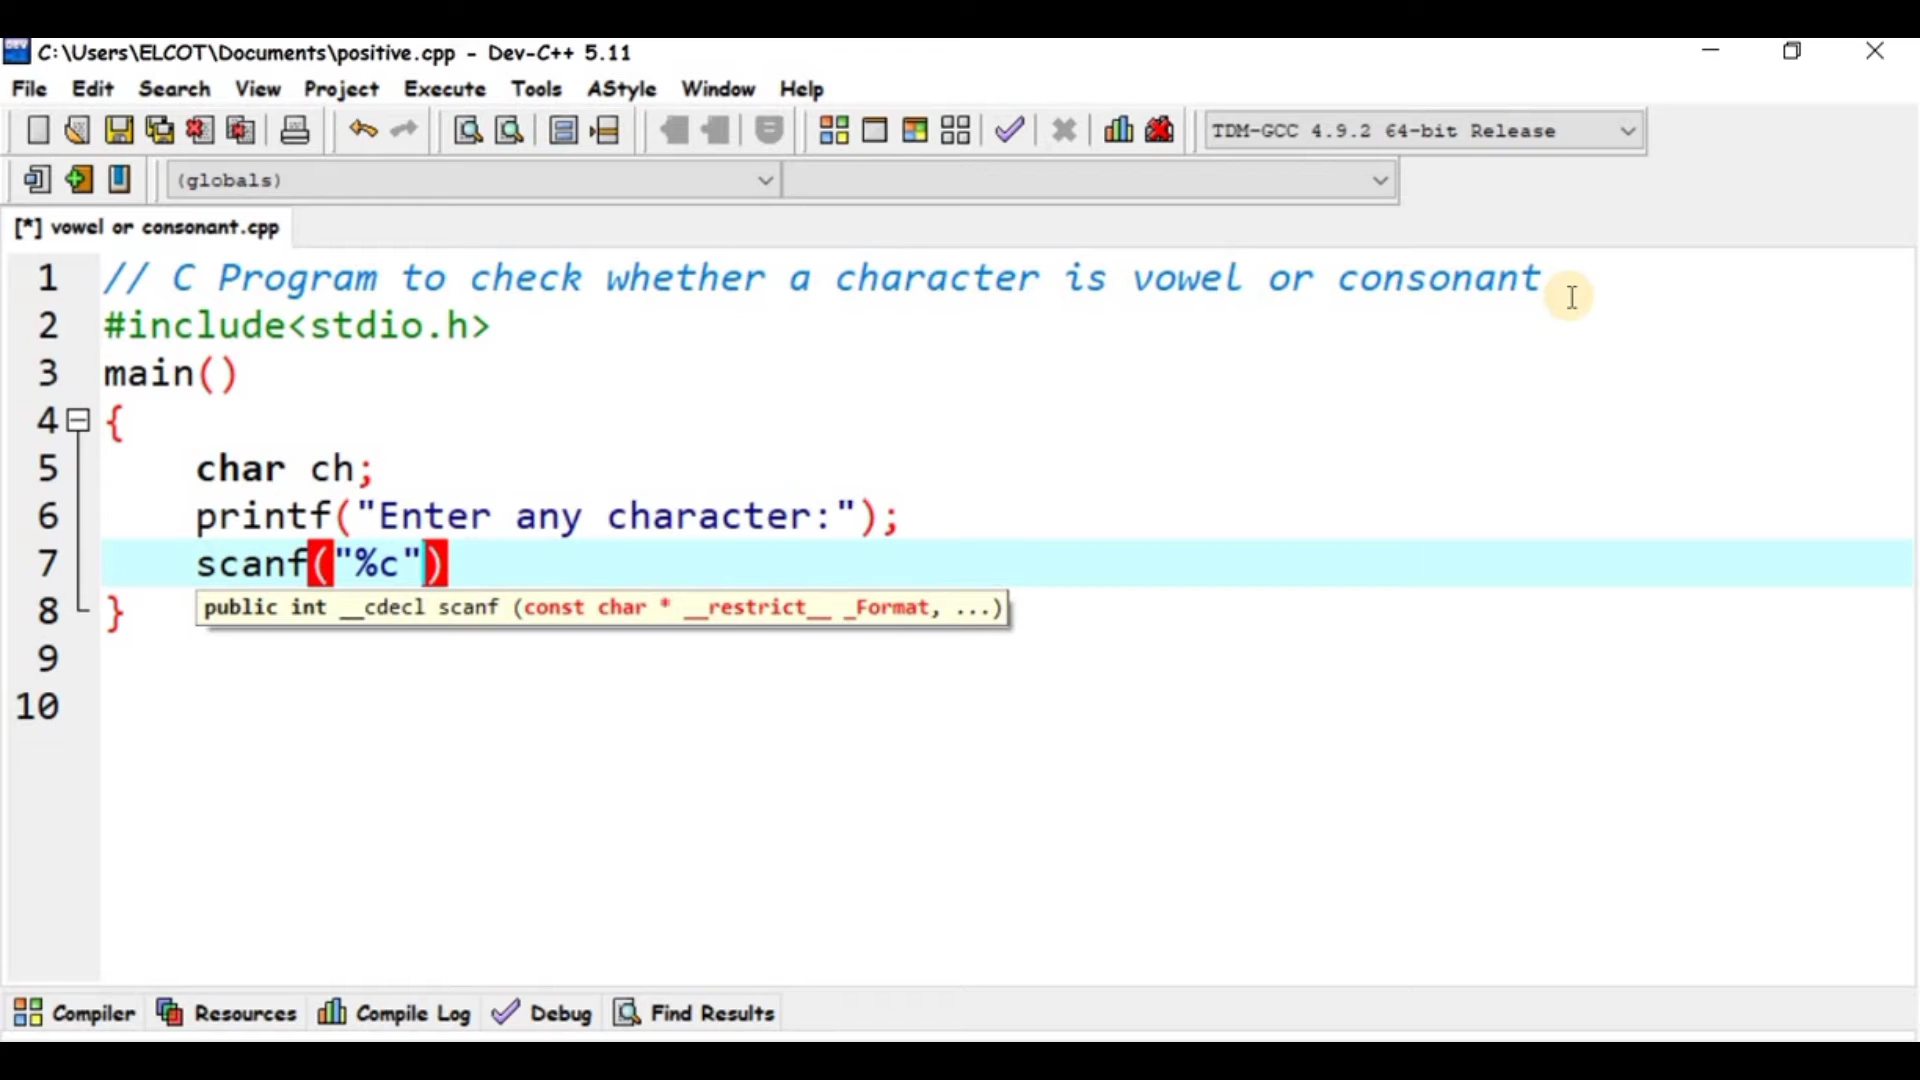 C:\Users\ELCOT\Documents\positive.cpp - Dev-C++ 5.11
File Edit Search View Project Execute Tools AStyle Window Help
TDM-GCC 4.9.2 64-bit Release
(globals)
[*] vowel or consonant.cpp
1 // C Program to check whether a character is vowel or consonant
2 #include<stdio.h>
3 main()
4 {
5 char ch;
6 printf("Enter any character:");
7 scanf("%c")
public int __cdecl scanf (const char * __restrict__ _Format, ...)
8 }
9
10
Compiler Resources Compile Log Debug Find Results